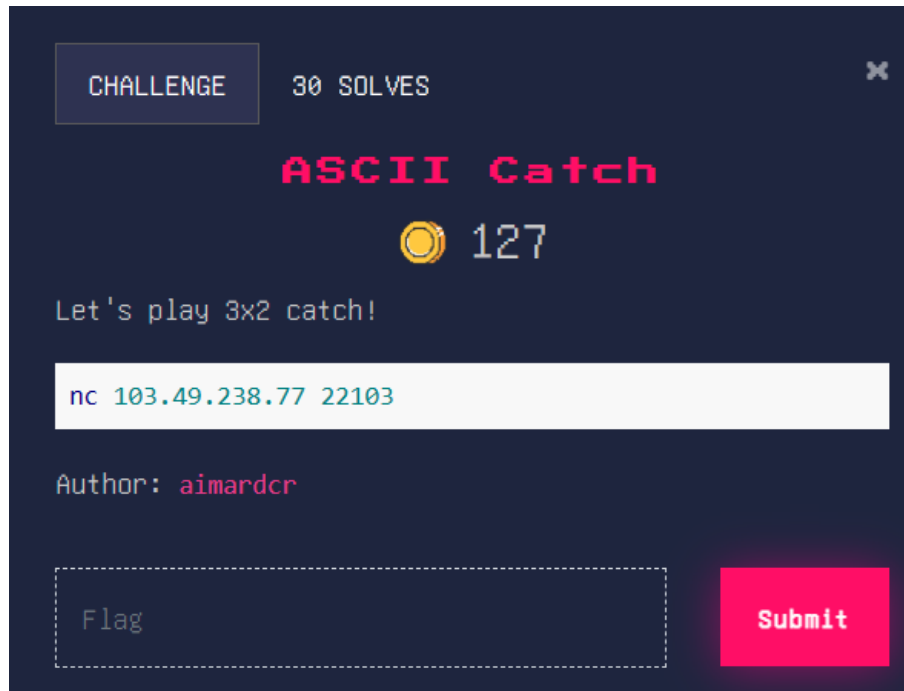 CHALLENGE 30 SOLVES ×
ASCII Catch
127
Let's play 3x2 catch!
nc 103.49.238.77 22103
Author: aimardcr
Flag Submit